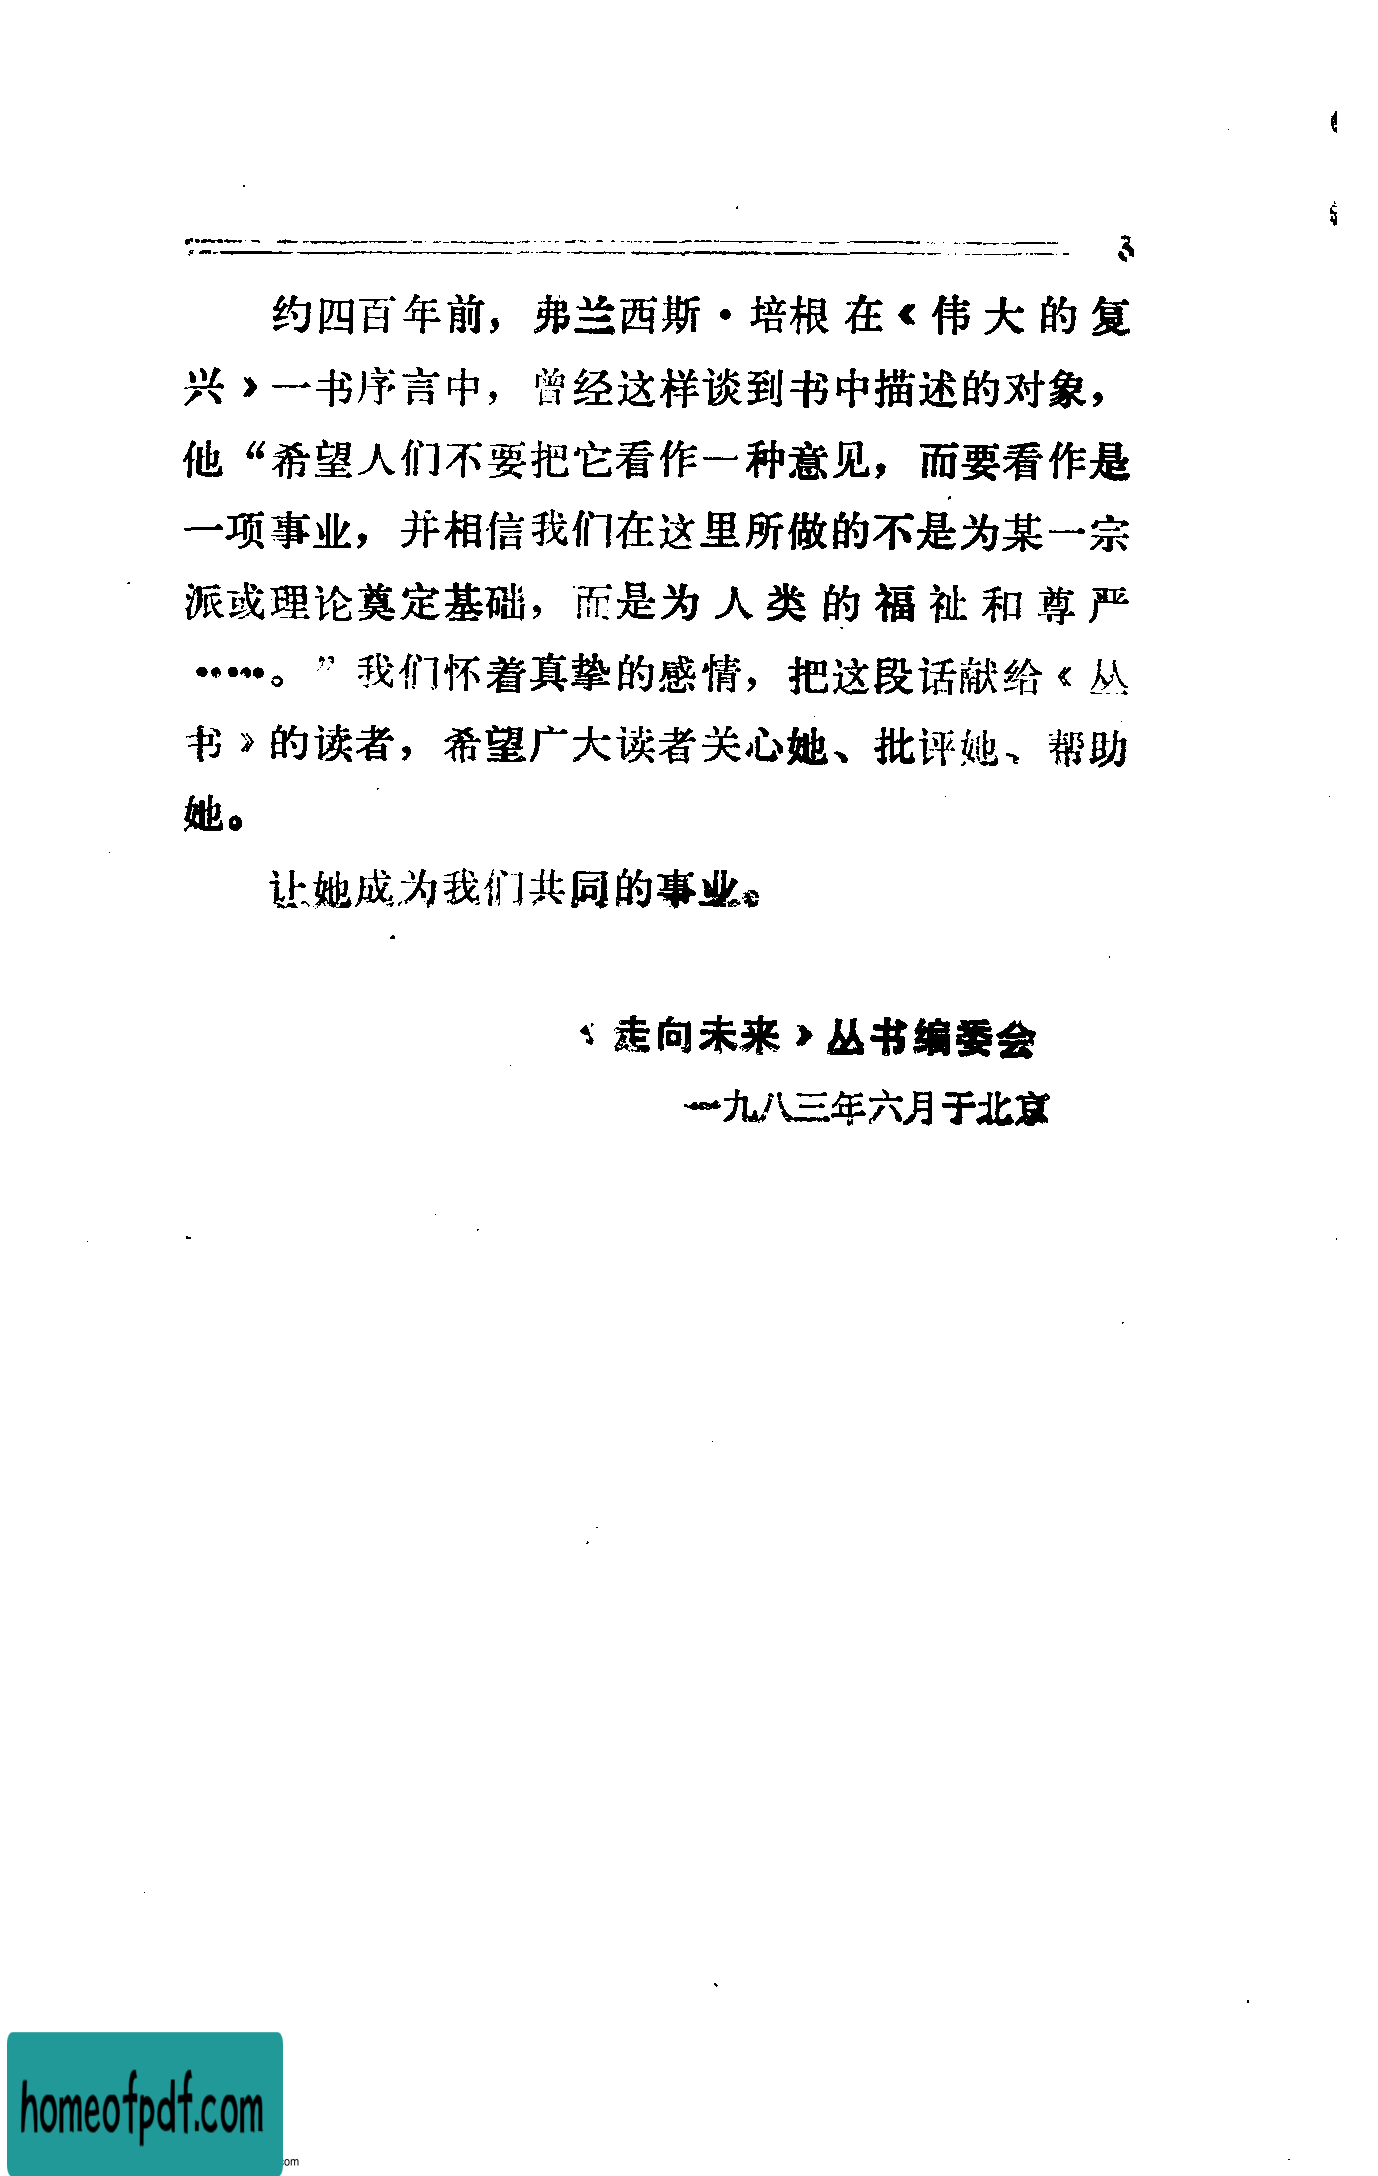 3
约四百年前，弗兰西斯·培根在《伟大的复
兴》一书序言中，曾经这样谈到书中描述的对象，
他“希望人们不要把它看作一种意见，而要看作是
一项事业，并相信我们在这里所做的不是为某一宗
派或理论奠定基础，而是为人类的福祉和尊严
……。”我们怀着真挚的感情，把这段话献给《丛
书》的读者，希望广大读者关心她、批评她、帮助
她。
让她成为我们共同的事业。
《走向未来》丛书编委会
一九八三年六月于北京
homeofpdf.com